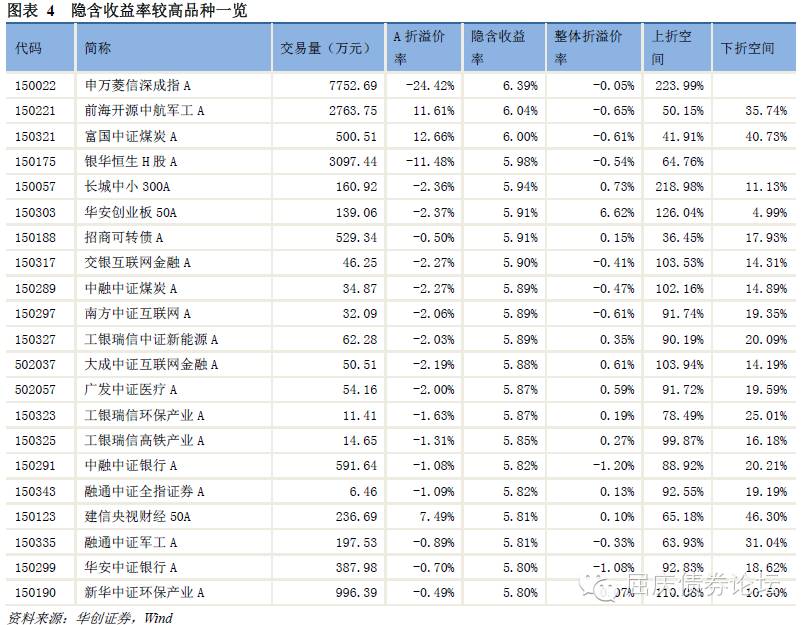 图表 4 隐含收益率较高品种一览
代码 简称 交易量（万元） A 折溢价率 隐含收益率 整体折溢价率 上折空间 下折空间
150022 申万菱信深成指 A 7752.69 -24.42% 6.39% -0.05% 223.99%
150221 前海开源中航军工 A 2763.75 11.61% 6.04% -0.65% 50.15% 35.74%
150321 富国中证煤炭 A 500.51 12.66% 6.00% -0.61% 41.91% 40.73%
150175 银华恒生 H 股 A 3097.44 -11.48% 5.98% -0.54% 64.76%
150057 长城中小 300A 160.92 -2.36% 5.94% 0.73% 218.98% 11.13%
150303 华安创业板 50A 139.06 -2.37% 5.91% 6.62% 126.04% 4.99%
150188 招商可转债 A 529.34 -0.50% 5.91% 0.15% 36.45% 17.93%
150317 交银互联网金融 A 46.25 -2.27% 5.90% -0.41% 103.53% 14.31%
150289 中融中证煤炭 A 34.87 -2.27% 5.89% -0.47% 102.16% 14.89%
150297 南方中证互联网 A 32.09 -2.06% 5.89% -0.61% 91.74% 19.35%
150327 工银瑞信中证新能源 A 62.28 -2.03% 5.89% 0.35% 90.19% 20.09%
502037 大成中证互联网金融 A 50.51 -2.19% 5.88% 0.61% 103.94% 14.19%
502057 广发中证医疗 A 54.16 -2.00% 5.87% 0.59% 91.72% 19.59%
150323 工银瑞信环保产业 A 11.41 -1.63% 5.87% 0.19% 78.49% 25.01%
150325 工银瑞信高铁产业 A 14.65 -1.31% 5.85% 0.27% 99.87% 16.18%
150291 中融中证银行 A 591.64 -1.08% 5.82% -1.20% 88.92% 20.21%
150343 融通中证全指证券 A 6.46 -1.09% 5.82% 0.13% 92.55% 19.19%
150123 建信央视财经 50A 236.69 7.49% 5.81% 0.10% 65.18% 46.30%
150335 融通中证军工 A 197.53 -0.89% 5.81% -0.33% 63.93% 31.04%
150299 华安中证银行 A 387.98 -0.70% 5.80% -1.08% 92.83% 18.62%
150190 新华中证环保产业 A 996.39 -0.49% 5.80%
屈庆债券论坛
资料来源：华创证券，Wind